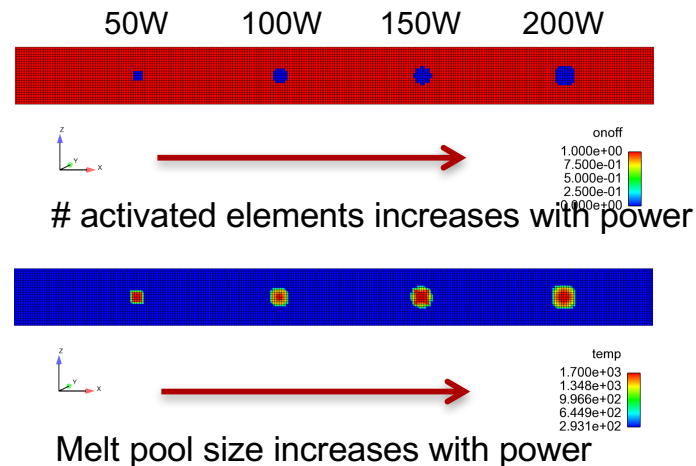 50W 100W 150W 200W
Z
Y
X
onoff
1.000e+00
7.500e-01
5.000e-01
2.500e-01
0.000e+00
# activated elements increases with power
Z
Y
X
temp
1.700e+03
1.348e+03
9.966e+02
6.449e+02
2.931e+02
Melt pool size increases with power